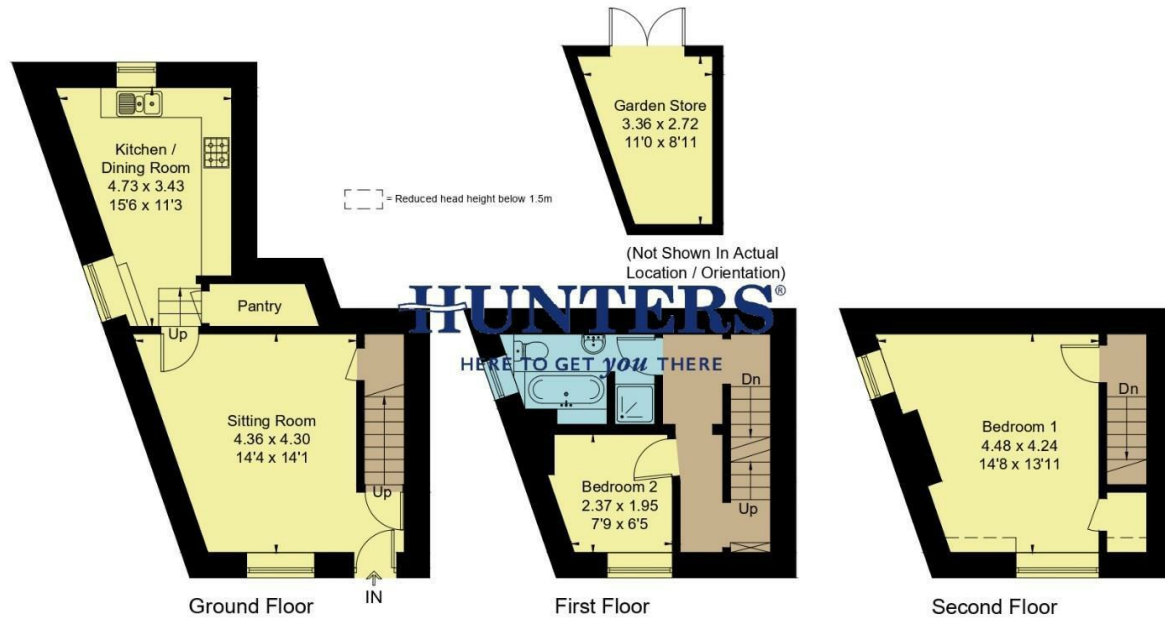 Kitchen /
Dining Room
4.73 x 3.43
15'6 x 11'3
Pantry
Up
Sitting Room
4.36 x 4.30
14'4 x 14'1
Up
IN
Ground Floor
= Reduced head height below 1.5m
Garden Store
3.36 x 2.72
11'0 x 8'11
(Not Shown In Actual
Location / Orientation)
HUNTERS®
HERE TO GET you THERE
Dn
Bedroom 2
2.37 x 1.95
7'9 x 6'5
Up
First Floor
Bedroom 1
4.48 x 4.24
14'8 x 13'11
Dn
Second Floor